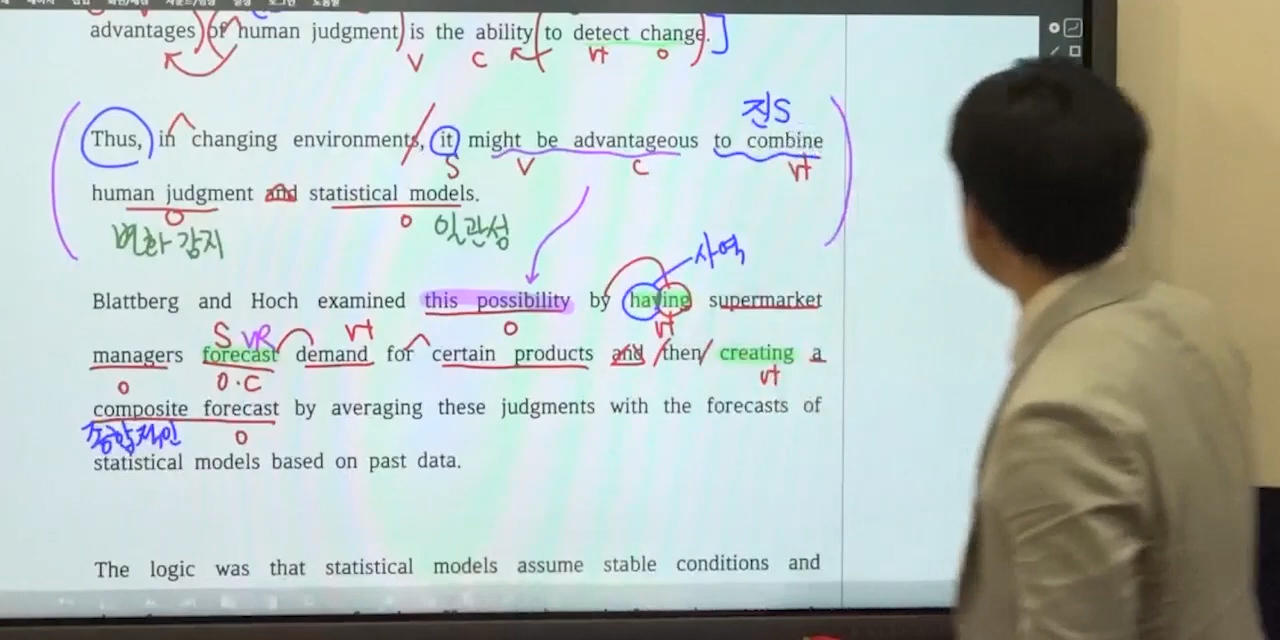 advantages of human judgment is the ability to detect change.
V C vt o
진S
Thus, in changing environments, it might be advantageous to combine
S V C vt
human judgment and statistical models.
o o 일관성
변화 감지
사역
Blattberg and Hoch examined this possibility by having supermarket
o vt
S VR vt
managers forecast demand for certain products and then creating a
o o.c vt
composite forecast by averaging these judgments with the forecasts of
종합적인 o
statistical models based on past data.
The logic was that statistical models assume stable conditions and